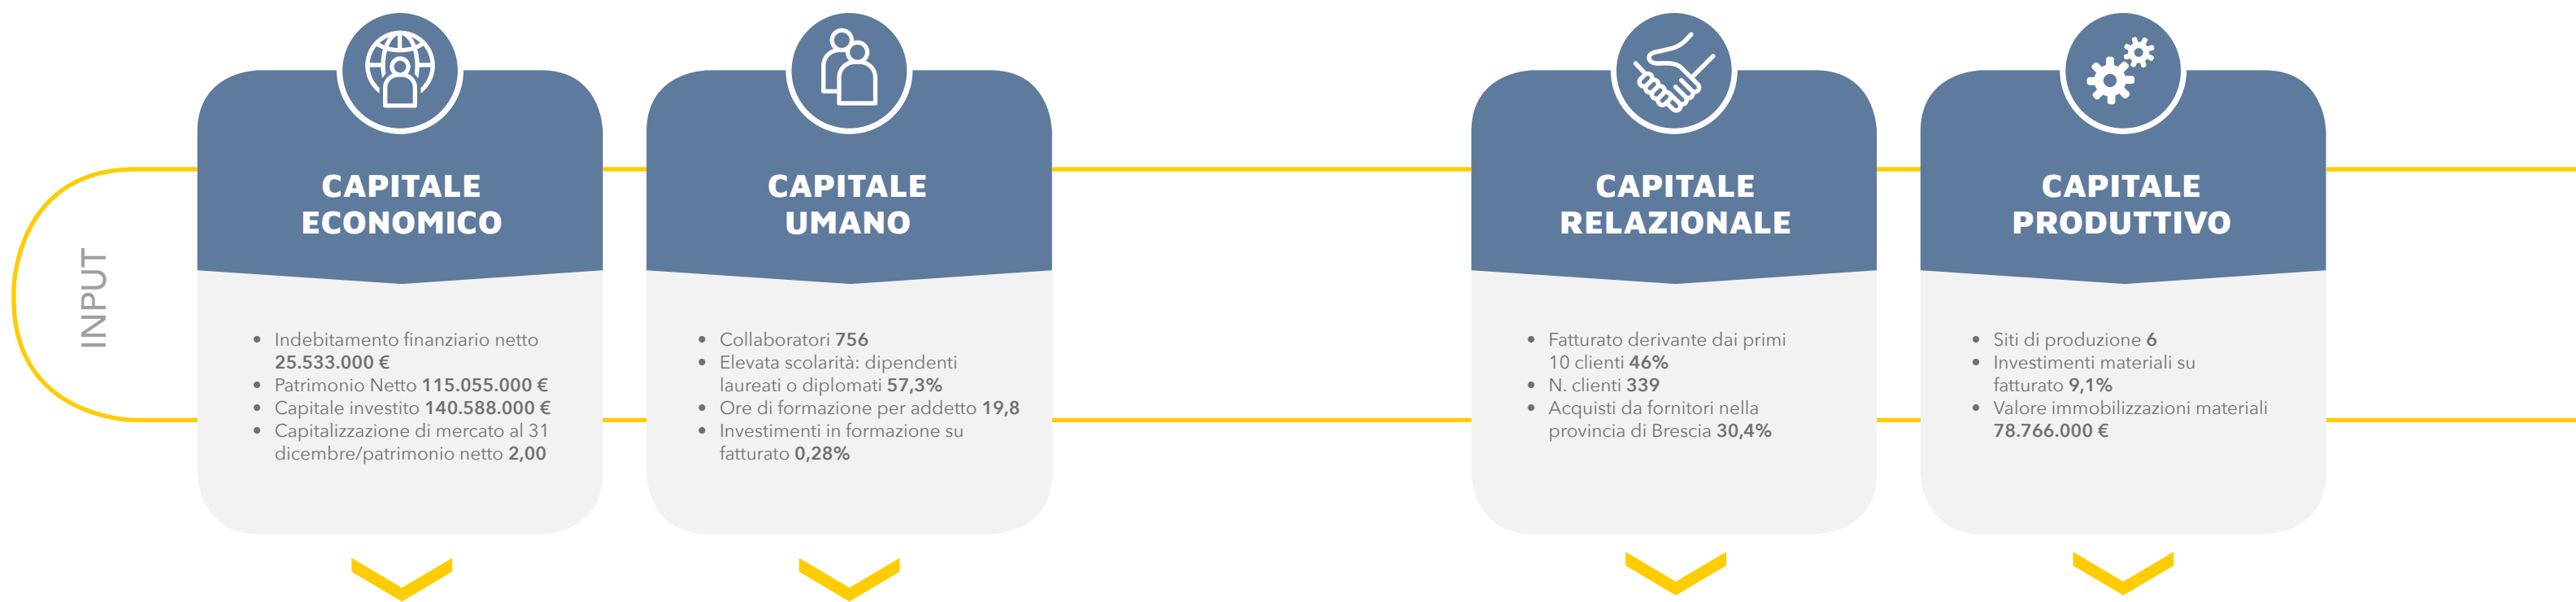 INPUT
CAPITALE
ECONOMICO
• Indebitamento finanziario netto
25.533.000 €
• Patrimonio Netto 115.055.000 €
• Capitale investito 140.588.000 €
• Capitalizzazione di mercato al 31
dicembre/patrimonio netto 2,00
CAPITALE
UMANO
• Collaboratori 756
• Elevata scolarità: dipendenti
laureati o diplomati 57,3%
• Ore di formazione per addetto 19,8
• Investimenti in formazione su
fatturato 0,28%
CAPITALE
RELAZIONALE
• Fatturato derivante dai primi
10 clienti 46%
• N. clienti 339
• Acquisti da fornitori nella
provincia di Brescia 30,4%
CAPITALE
PRODUTTIVO
• Siti di produzione 6
• Investimenti materiali su
fatturato 9,1%
• Valore immobilizzazioni materiali
78.766.000 €